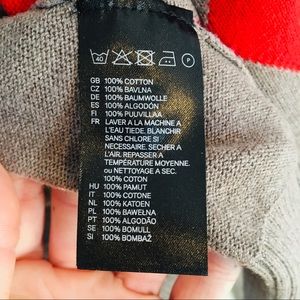 40 P
GB 100% COTTON
CZ 100% BAVLNA
DE 100% BAUMWOLLE
ES 100% ALGODÓN
FI 100% PUUVILLAA
FR LAVER A LA MACHINE A
L'EAU TIEDE. BLANCHIR
SANS CHLORE SI
NECESSAIRE. SECHER A
L'AIR. REPASSER A
TEMPÉRATURE MOYENNE.
ou NETTOYAGE A SEC.
100% COTON
HU 100% PAMUT
IT 100% COTONE
NL 100% KATOEN
PL 100% BAWEŁNA
PT 100% ALGODÃO
SE 100% BOMULL
SI 100% BOMBAŽ